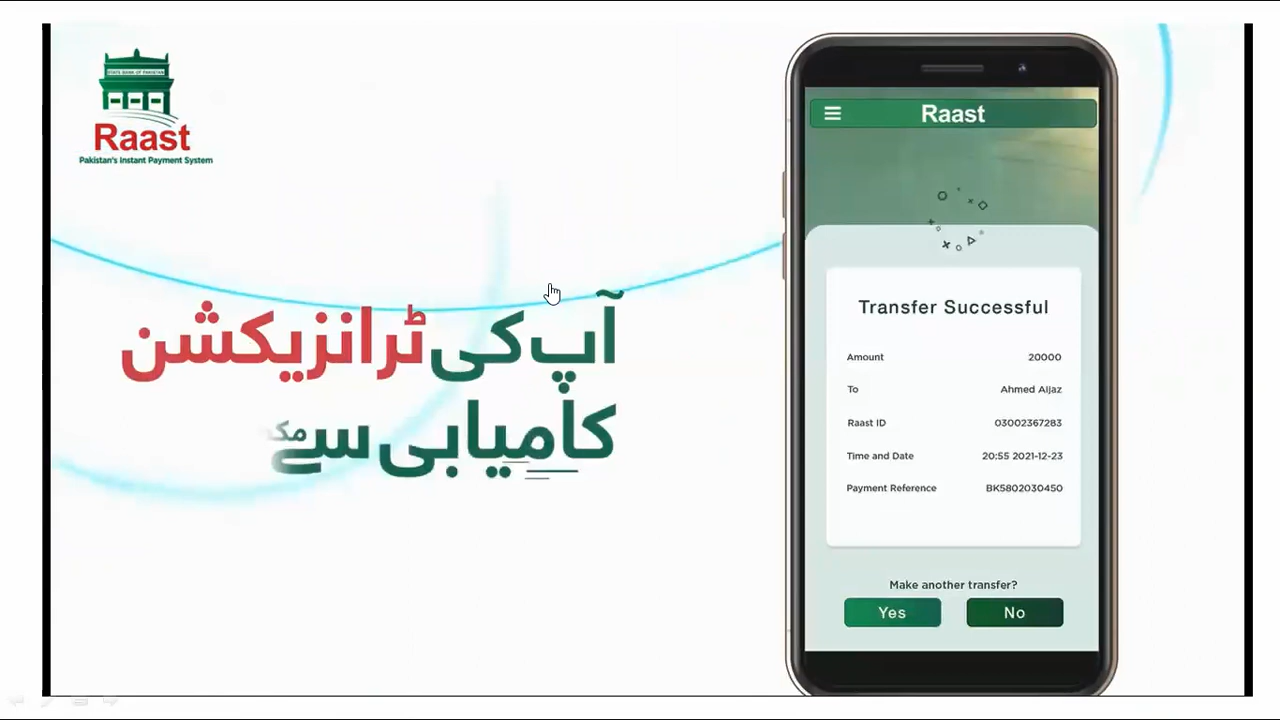 STATE BANK OF PAKISTAN
Raast
Pakistan's Instant Payment System
آپ کی ٹرانزیکشن
کامیابی سے
Raast
Transfer Successful
Amount 20000
To Ahmed Aijaz
Raast ID 03002367283
Time and Date 20:55 2021-12-23
Payment Reference BK5802030450
Make another transfer?
Yes No